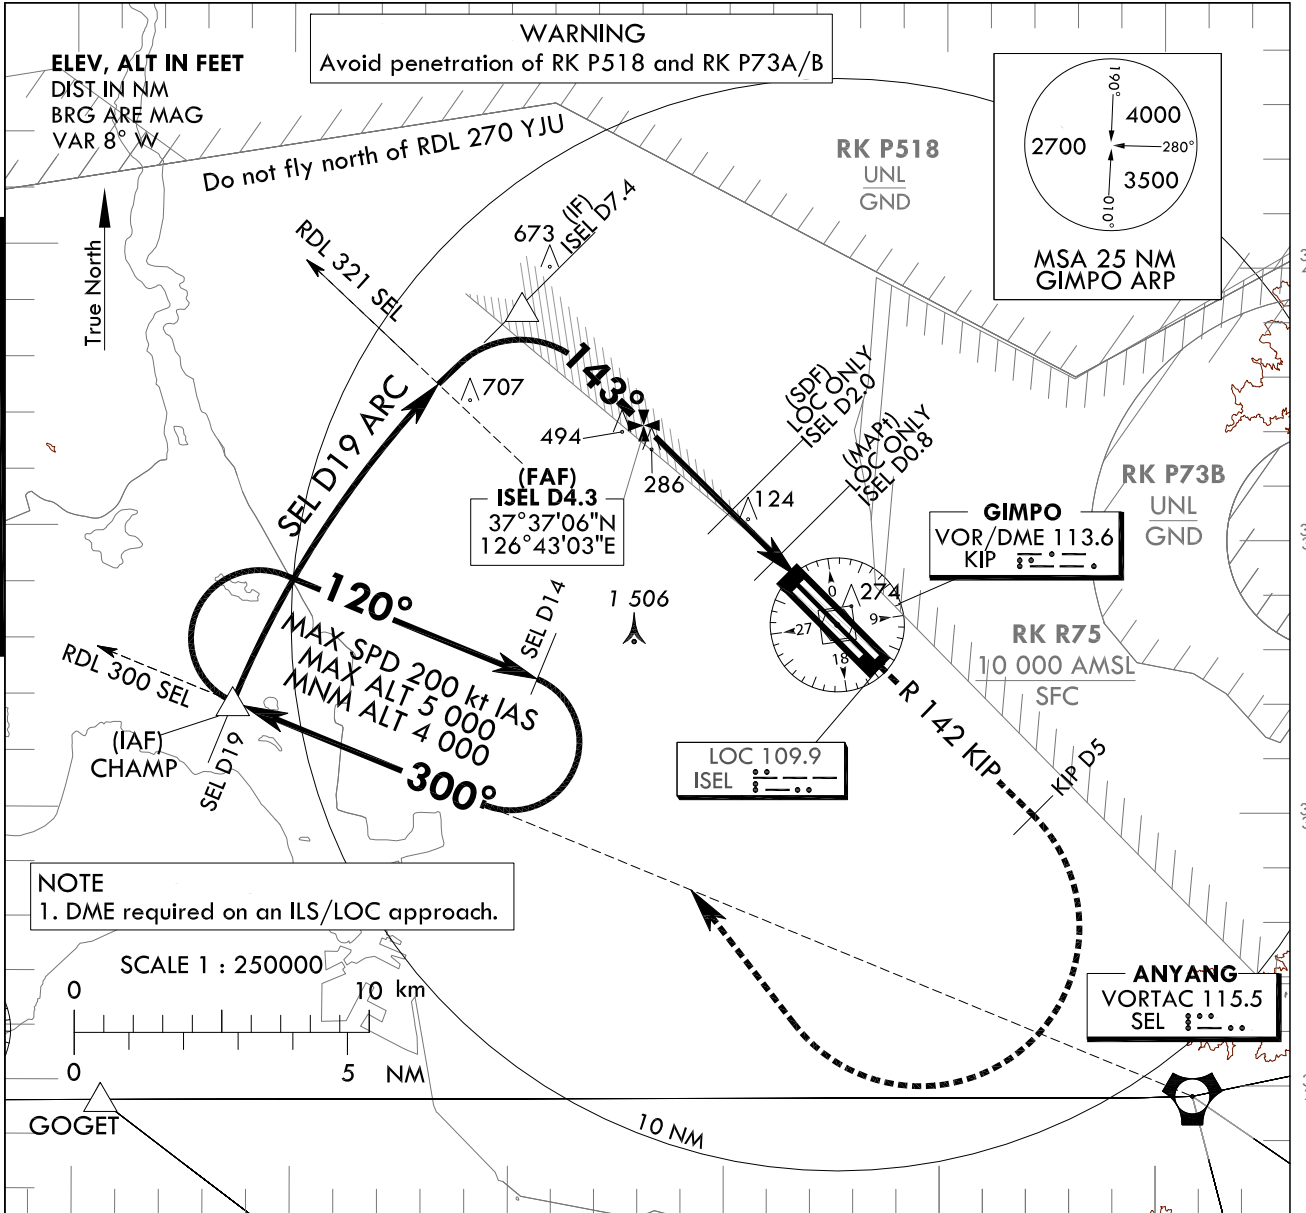 WARNING
Avoid penetration of RK P518 and RK P73A/B
ELEV, ALT IN FEET
DIST IN NM
BRG ARE MAG
VAR 8° W
True North
Do not fly north of RDL 270 YJU
RK P518
UNL
GND
190°
4000
2700
280°
3500
010°
MSA 25 NM
GIMPO ARP
673
(IF)
ISEL D7.4
RDL 321 SEL
707
143°
494
286
SEL D19 ARC
(FAF)
ISEL D4.3
37°37'06"N
126°43'03"E
(SDF)
LOC ONLY
ISEL D2.0
(MAPt)
LOC ONLY
ISEL D0.8
124
RK P73B
UNL
GND
GIMPO
VOR/DME 113.6
KIP
274
0
9
18
27
1 506
RK R75
10 000 AMSL
SFC
120°
SEL D14
MAX SPD 200 kt IAS
MAX ALT 5 000
MNM ALT 4 000
RDL 300 SEL
(IAF)
CHAMP
SEL D19
300°
R 142 KIP
KIP D5
LOC 109.9
ISEL
NOTE
1. DME required on an ILS/LOC approach.
SCALE 1 : 250000
0
10 km
0
5 NM
ANYANG
VORTAC 115.5
SEL
GOGET
10 NM